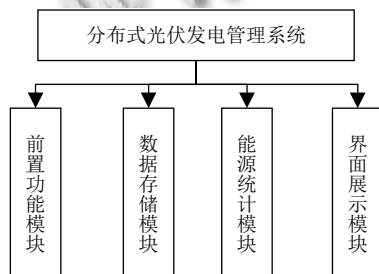 分布式光伏发电管理系统
前置功能模块
数据存储模块
能源统计模块
界面展示模块